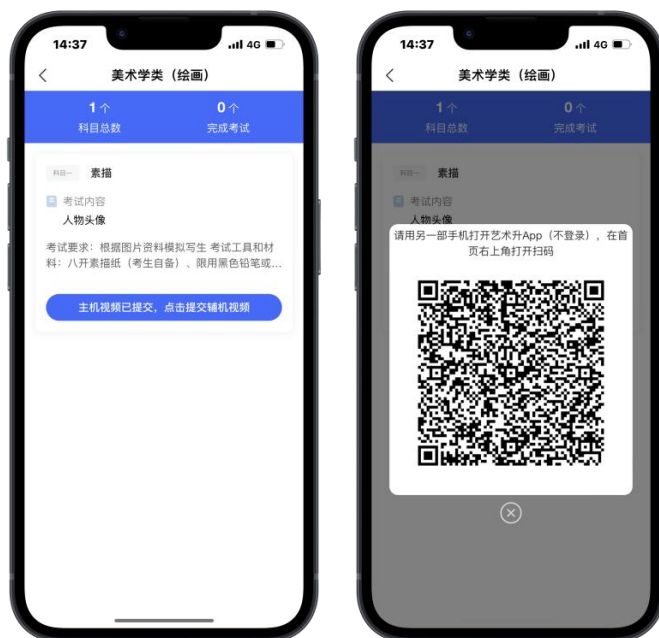 14:37
4G
美术学类（绘画）
1个
0个
科目总数
完成考试
科目一
素描
考试内容
人物头像
考试要求：根据图片资料模拟写生 考试工具和材
料：八开素描纸（考生自备）、限用黑色铅笔或...
主机视频已提交，点击提交辅机视频
14:37
4G
美术学类（绘画）
1个
0个
科目总数
完成考试
科目一
素描
考试内容
人物头像
请用另一部手机打开艺术升App（不登录），在首
页右上角打开扫码